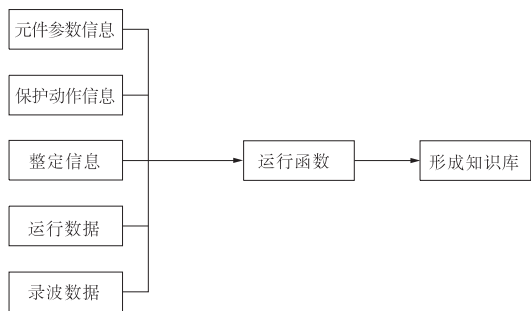 元件参数信息
保护动作信息
整定信息
运行数据
录波数据
运行函数
形成知识库